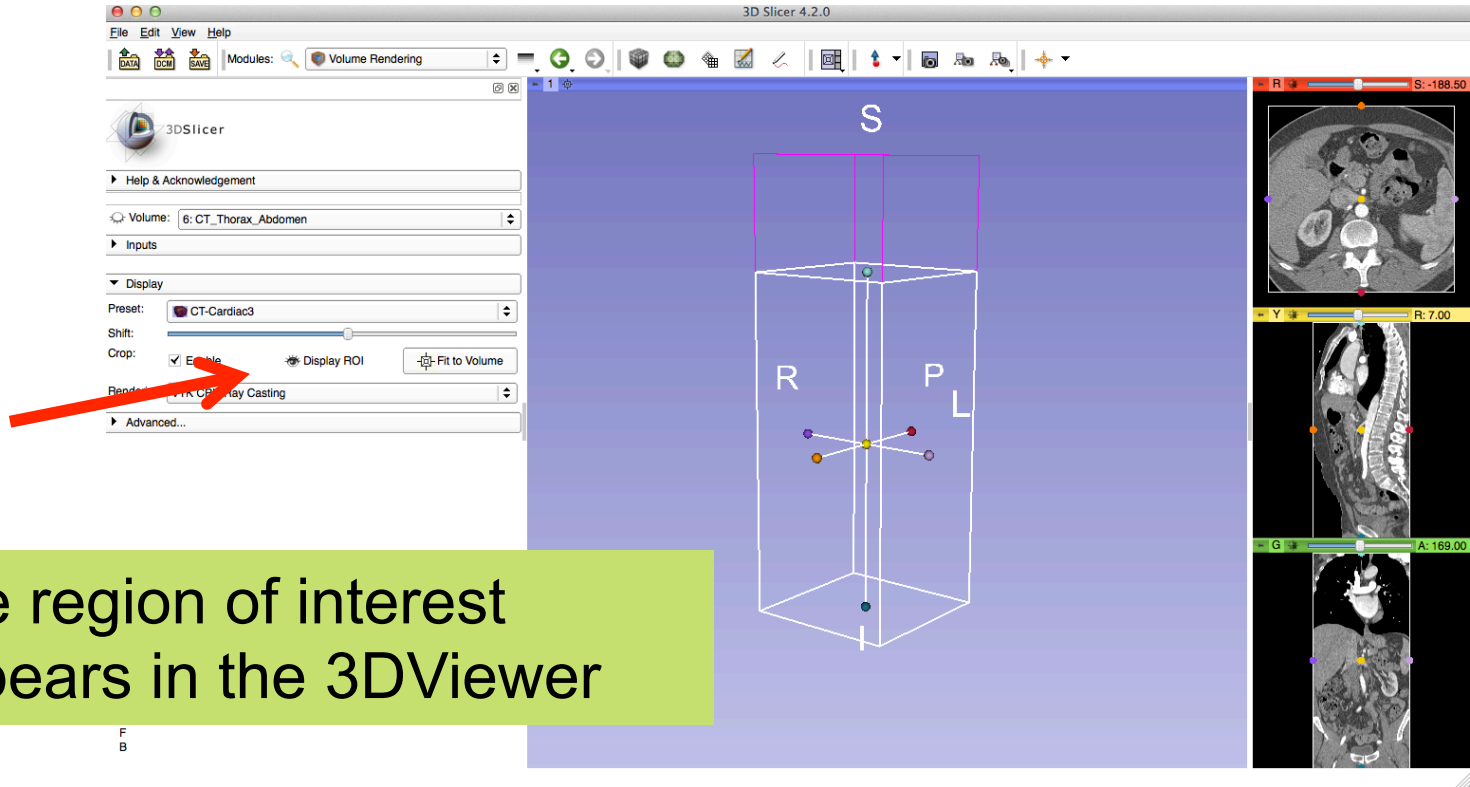 3D Slicer 4.2.0
File Edit View Help
DATA DCM SAVE Modules: Volume Rendering
1
R S: -188.50
3DSlicer
S
Help & Acknowledgement
Volume: 6: CT_Thorax_Abdomen
Inputs
Display
Preset: CT-Cardiac3
Shift:
Y R: 7.00
Crop: Display ROI Fit to Volume
R P
L
Ray Casting
Advanced...
G A: 169.00
region of interest
in the 3DViewer
I
F
B